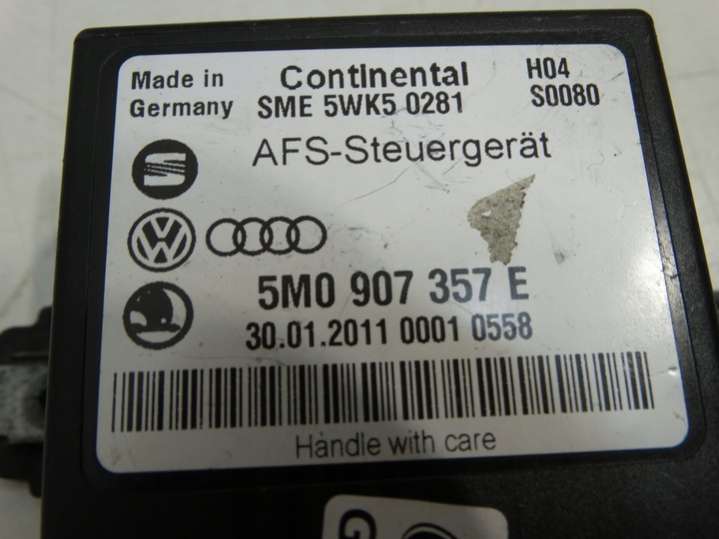 Made in Germany
Continental
SME 5WK5 0281
H04
S0080
AFS-Steuergerät
5M0 907 357 E
30.01.2011 0001 0558
Handle with care
G